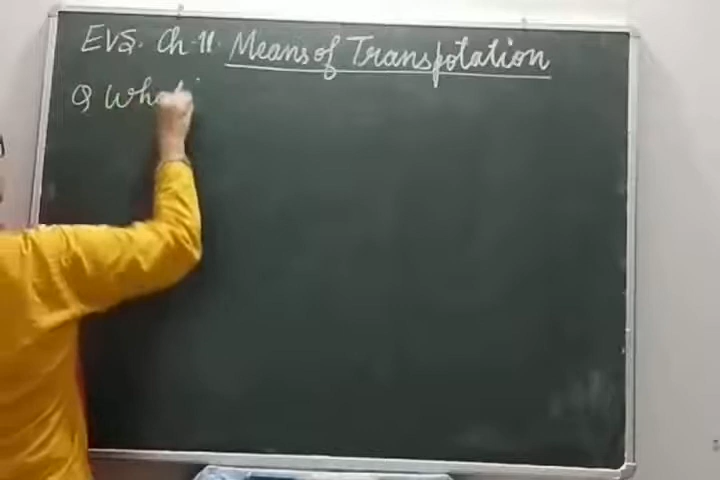 EVS. Ch-11. Means of Transpotation
Q What